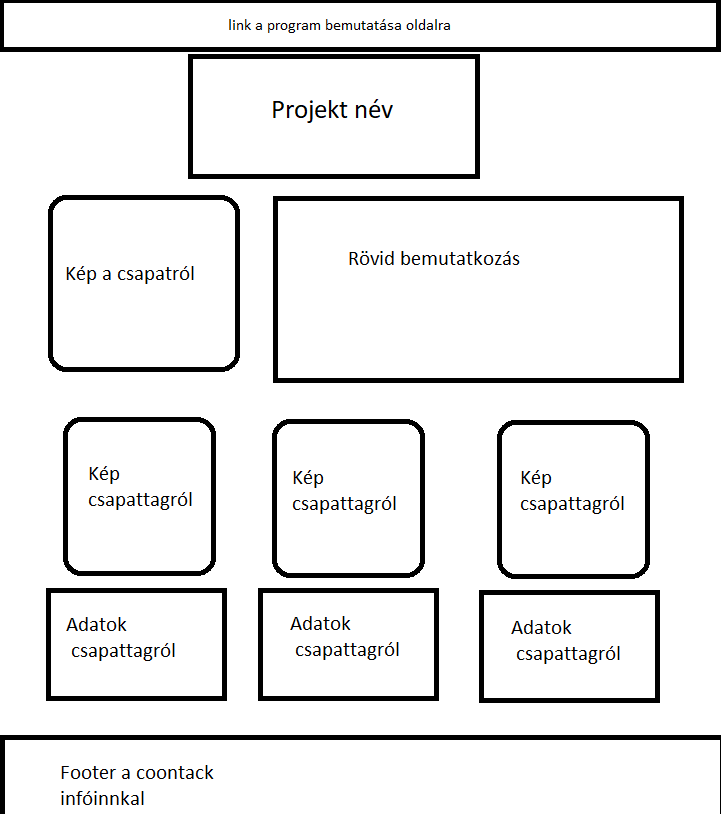 link a program bemutatása oldalra
Projekt név
Kép a csapatról
Rövid bemutatkozás
Kép
csapattagról
Kép
csapattagról
Kép
csapattagról
Adatok
csapattagról
Adatok
csapattagról
Adatok
csapattagról
Footer a coontack
infóinnkal